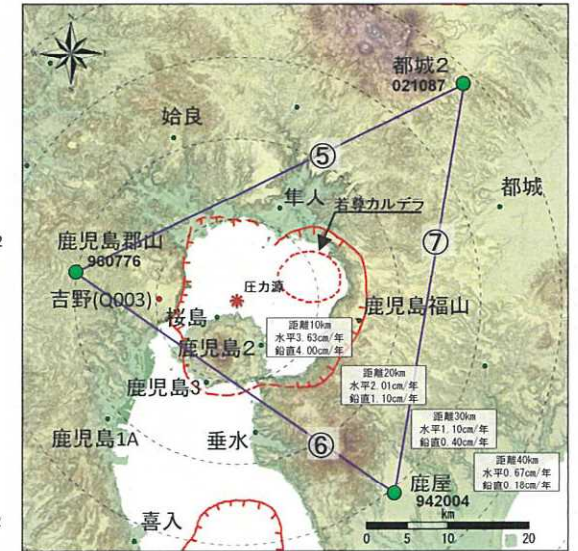 都城2
021087
姶良
⑤
隼人
若尊カルデラ
都城
⑦
鹿児島郡山
960776
吉野(Q003)
圧力源
桜島
鹿児島福山
鹿児島2
距離10km
水平3.63cm/年
鉛直4.00cm/年
鹿児島3
距離20km
水平2.01cm/年
鉛直1.10cm/年
鹿児島1A
垂水
⑥
距離30km
水平1.10cm/年
鉛直0.40cm/年
距離40km
水平0.67cm/年
鉛直0.18cm/年
鹿屋
942004
喜入
km
0 5 10 20